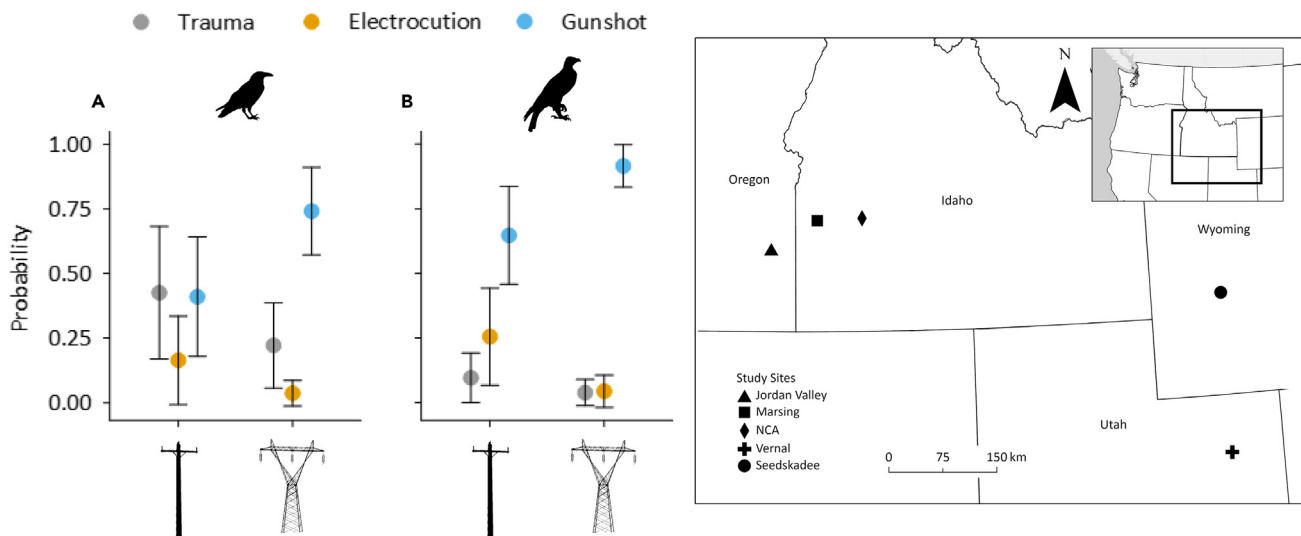 Trauma Electrocution Gunshot
A B
1.00
0.75
0.50
0.25
0.00
Probability
N
Oregon
Idaho
Wyoming
Utah
Study Sites
Jordan Valley
Marsing
NCA
Vernal
Seedskadee
0 75 150 km